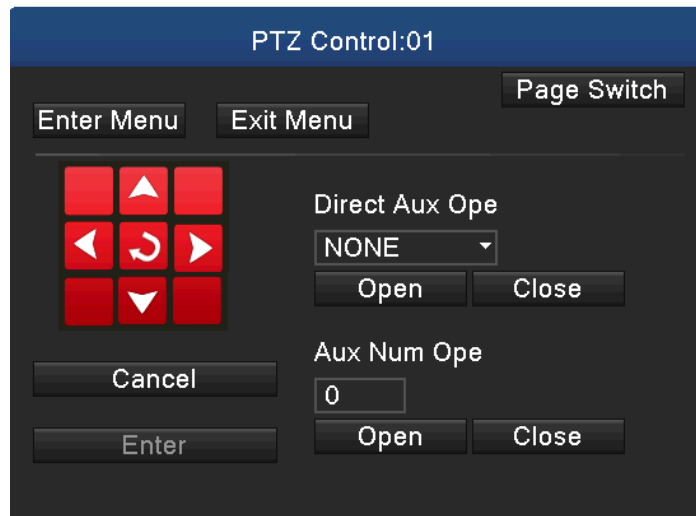 PTZ Control:01
Page Switch
Enter Menu
Exit Menu
Direct Aux Ope
NONE
Open
Close
Aux Num Ope
0
Open
Close
Cancel
Enter